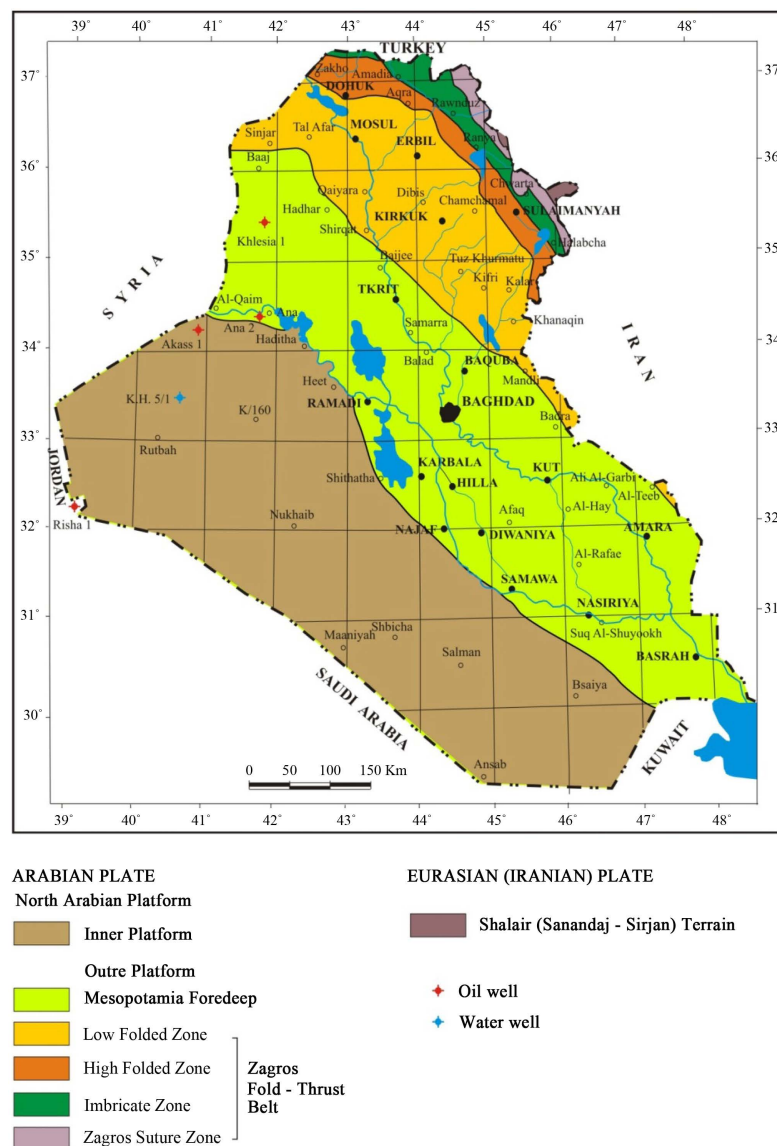 39° 40° 41° 42° 43° 44° 45° 46° 47° 48°
TURKEY
37° 37°
Zakho Amadia
DOHUK Aqra
Rawnduz
MOSUL
Sinjar Tal Afar ERBIL Ranya
Baaj
36° 36°
Chwarta
Qaiyara Dibis Chamchamal
Hadhar KIRKUK SULAIMANYAH
Shirqat
Khlesia 1 Halabcha
Baijee Tuz Khurmatu
35° 35°
Kifri Kalar
SYRIA
TKRIT
Al-Qaim Ana
Samarra Khanaqin
IRAN
Akass 1 Ana 2 Haditha
34° 34°
Balad BAQUBA
Heet Mandli
K.H. 5/1 RAMADI BAGHDAD
K/160 Badra
33° 33°
Rutbah
JORDAN
KARBALA KUT
Shithatha HILLA Ali Al-Garbi
Al-Teeb
Risha 1 Afaq Al-Hay
32° 32°
Nukhaib NAJAF DIWANIYA AMARA
Al-Rafae
SAMAWA
NASIRIYA
31° 31°
Shbicha Suq Al-Shuyookh
Maaniyah Salman BASRAH
SAUDI ARABIA
Bsaiya
30°
KUWAIT
Ansab
0 50 100 150 Km
39° 40° 41° 42° 43° 44° 45° 46° 47° 48°
ARABIAN PLATE
North Arabian Platform
Inner Platform
Outre Platform
Mesopotamia Foredeep
Low Folded Zone
High Folded Zone
Imbricate Zone
Zagros Suture Zone
Zagros
Fold - Thrust
Belt
EURASIAN (IRANIAN) PLATE
Shalair (Sanandaj - Sirjan) Terrain
Oil well
Water well